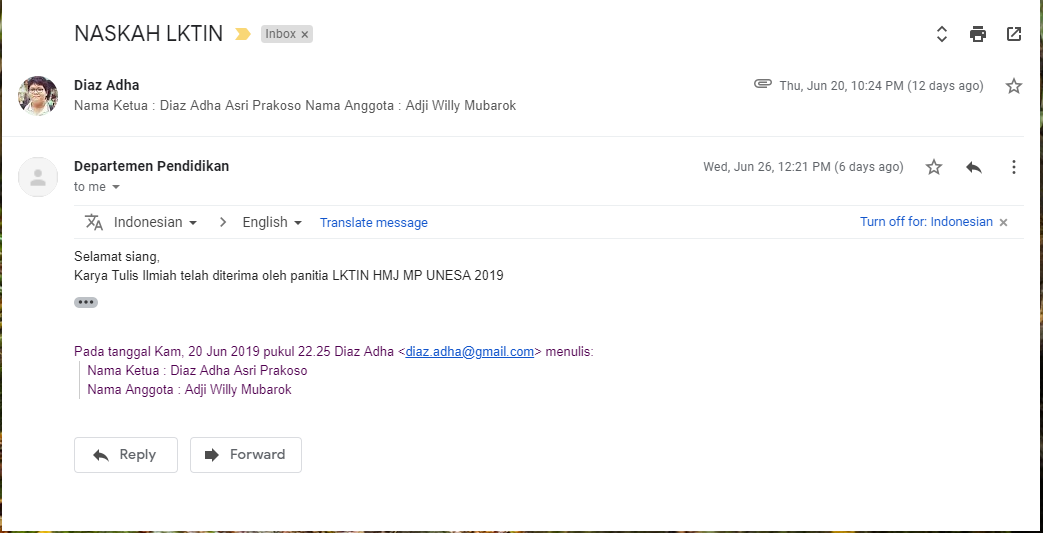 NASKAH LKTIN Inbox ×
Diaz Adha Thu, Jun 20, 10:24 PM (12 days ago)
Nama Ketua : Diaz Adha Asri Prakoso Nama Anggota : Adji Willy Mubarok
Departemen Pendidikan Wed, Jun 26, 12:21 PM (6 days ago)
to me
Indonesian > English Translate message Turn off for: Indonesian ×
Selamat siang,
Karya Tulis Ilmiah telah diterima oleh panitia LKTIN HMJ MP UNESA 2019
Pada tanggal Kam, 20 Jun 2019 pukul 22.25 Diaz Adha <diaz.adha@gmail.com> menulis:
Nama Ketua : Diaz Adha Asri Prakoso
Nama Anggota : Adji Willy Mubarok
Reply Forward